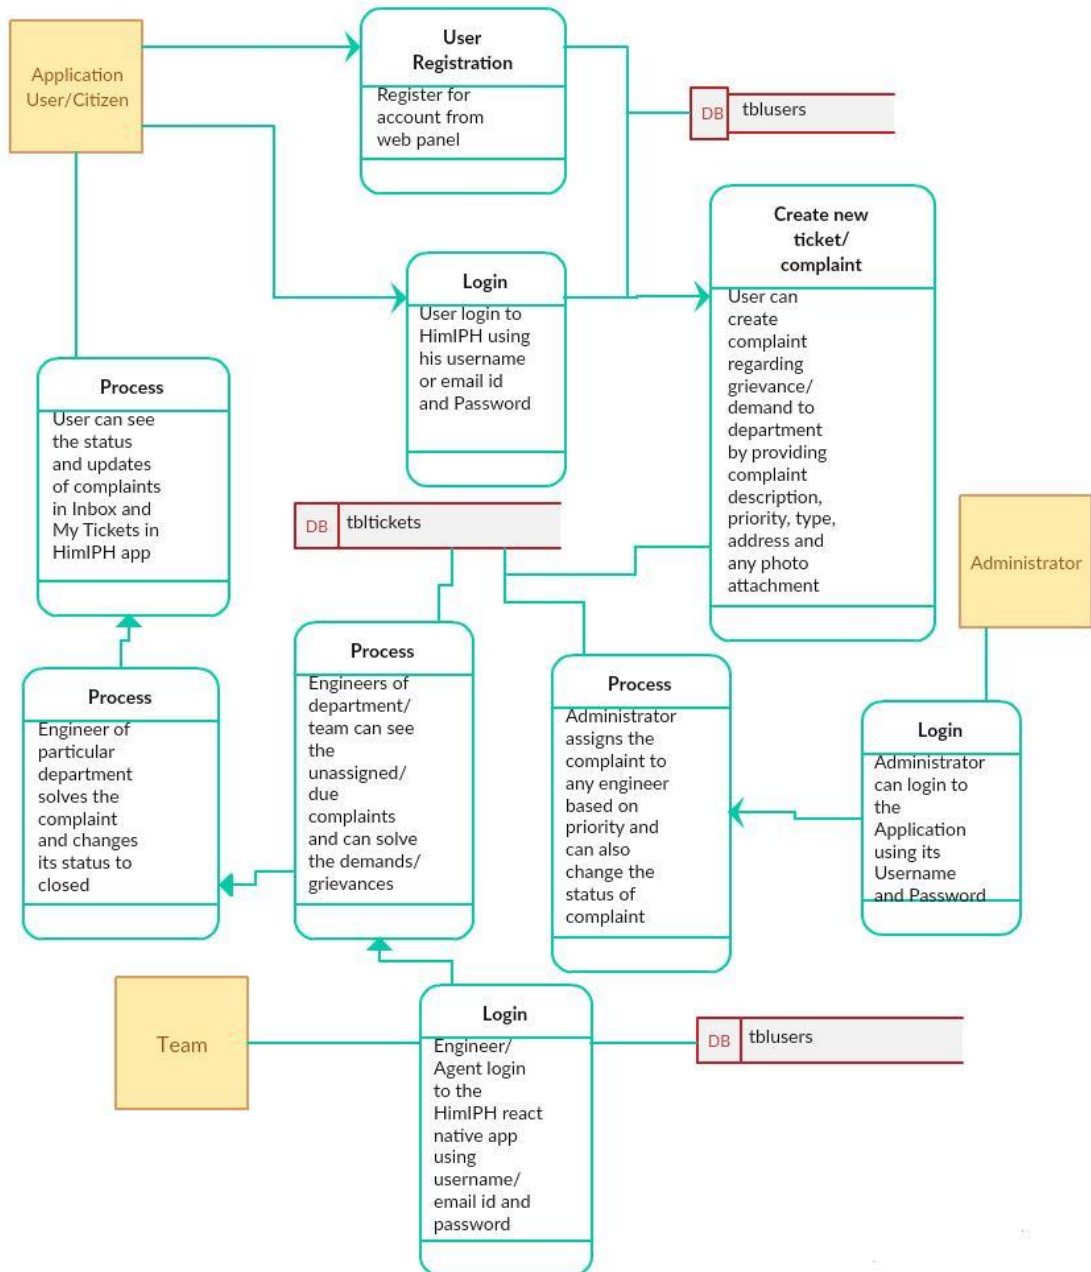 Application
User/Citizen
User
Registration
Register for
account from
web panel
DB
tblusers
Create new
ticket/
complaint
User can
create
complaint
regarding
grievance/
demand to
department
by providing
complaint
description,
priority, type,
address and
any photo
attachment
Login
User login to
HimIPH using
his username
or email id
and Password
Process
User can see
the status
and updates
of complaints
in Inbox and
My Tickets in
HimIPH app
DB
tbltickets
Administrator
Process
Engineer of
particular
department
solves the
complaint
and changes
its status to
closed
Process
Engineers of
department/
team can see
the
unassigned/
due
complaints
and can solve
the demands/
grievances
Process
Administrator
assigns the
complaint to
any engineer
based on
priority and
can also
change the
status of
complaint
Login
Administrator
can login to
the
Application
using its
Username
and Password
Team
Login
Engineer/
Agent login
to the
HimIPH react
native app
using
username/
email id and
password
DB
tblusers